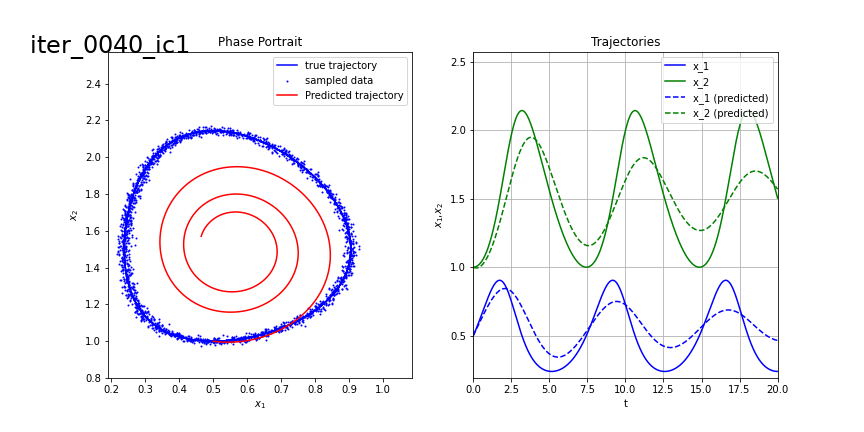 iter_0040_ic1
Phase Portrait
true trajectory
sampled data
Predicted trajectory
2.4
2.2
2.0
1.8
1.6
1.4
1.2
1.0
0.8
x₂
0.2 0.3 0.4 0.5 0.6 0.7 0.8 0.9 1.0
x₁
Trajectories
x_1
x_2
x_1 (predicted)
x_2 (predicted)
2.5
2.0
1.5
1.0
0.5
x₁,x₂
0.0 2.5 5.0 7.5 10.0 12.5 15.0 17.5 20.0
t